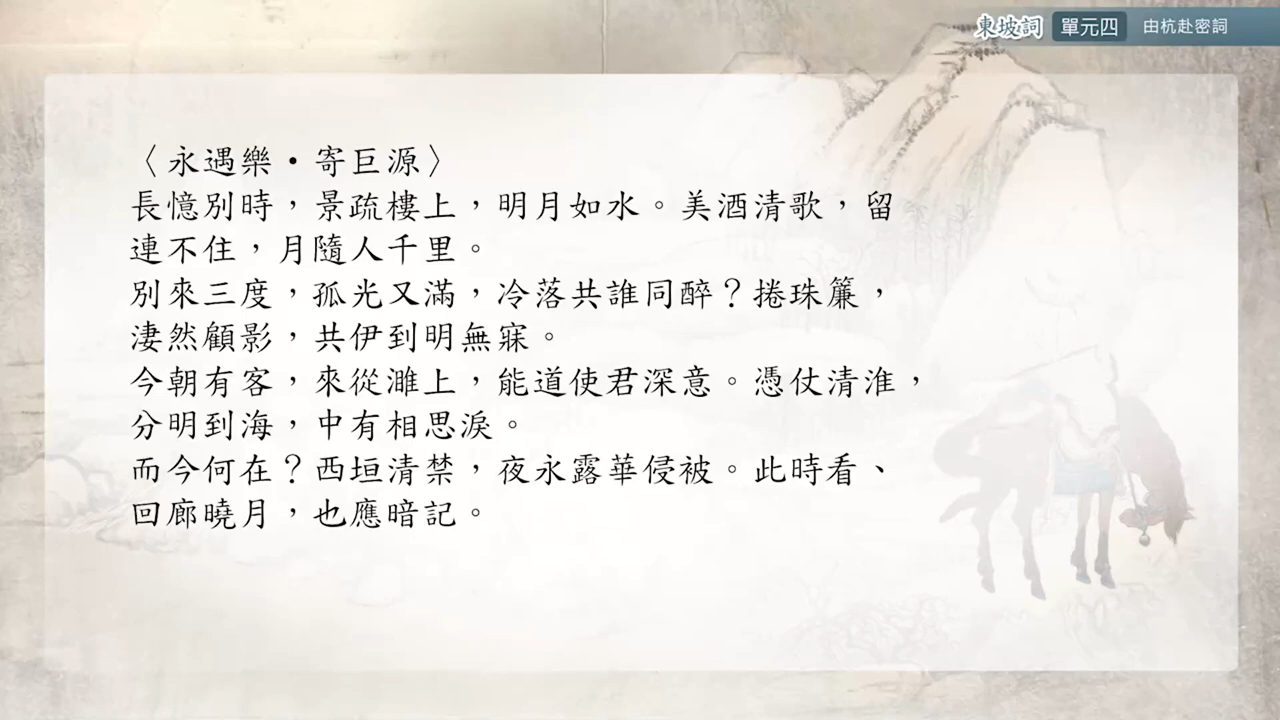 東坡詞 單元四 由杭赴密詞
〈永遇樂•寄巨源〉
長憶別時，景疏樓上，明月如水。美酒清歌，留
連不住，月隨人千里。
別來三度，孤光又滿，冷落共誰同醉？捲珠簾，
淒然顧影，共伊到明無寐。
今朝有客，來從濉上，能道使君深意。憑仗清淮，
分明到海，中有相思淚。
而今何在？西垣清禁，夜永露華侵被。此時看、
回廊曉月，也應暗記。